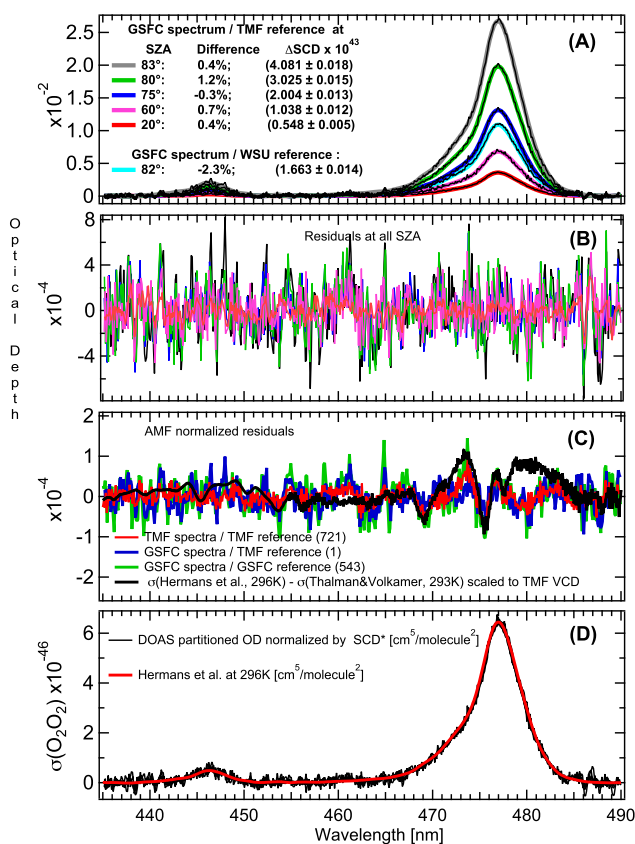 GSFC spectrum / TMF reference at
SZA Difference ΔSCD x 10^43
83°: 0.4%; (4.081 ± 0.018)
80°: 1.2%; (3.025 ± 0.015)
75°: -0.3%; (2.004 ± 0.013)
60°: 0.7%; (1.038 ± 0.012)
20°: 0.4%; (0.548 ± 0.005)
GSFC spectrum / WSU reference :
82°: -2.3%; (1.663 ± 0.014)
(A)
2.5
2.0
1.5
1.0
0.5
0.0
x10^-2
Optical Depth
Residuals at all SZA
(B)
8
4
0
-4
x10^-4
AMF normalized residuals
(C)
2
1
0
-1
-2
x10^-4
TMF spectra / TMF reference (721)
GSFC spectra / TMF reference (1)
GSFC spectra / GSFC reference (543)
σ(Hermans et al., 296K) - σ(Thalman&Volkamer, 293K) scaled to TMF VCD
(D)
DOAS partitioned OD normalized by SCD* [cm^5/molecule^2]
Hermans et al. at 296K [cm^5/molecule^2]
6
4
2
0
σ(O2O2) x10^-46
440 450 460 470 480 490
Wavelength [nm]